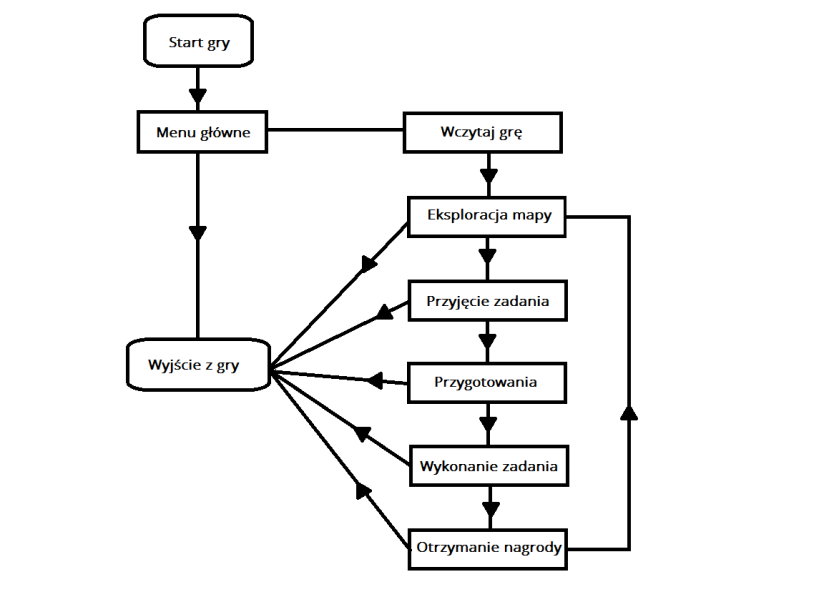 Start gry
Menu główne
Wczytaj grę
Eksploracja mapy
Przyjęcie zadania
Wyjście z gry
Przygotowania
Wykonanie zadania
Otrzymanie nagrody